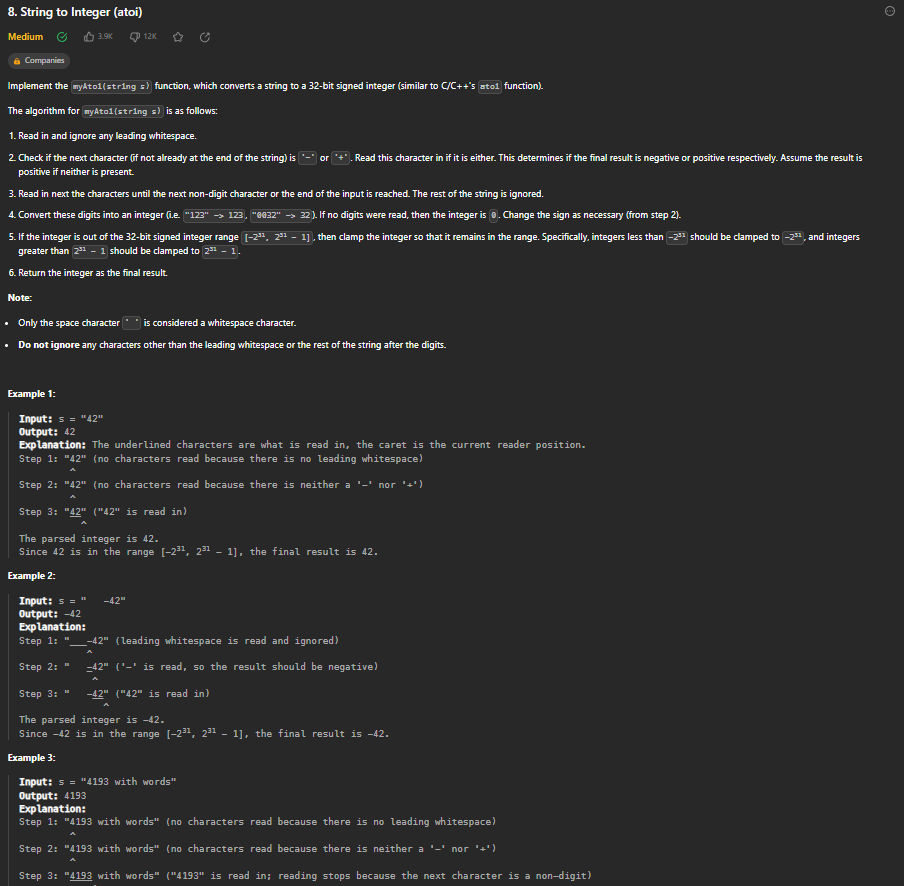 8. String to Integer (atoi)
Medium 3.9K 12K
Companies
Implement the myAtoi(string s) function, which converts a string to a 32-bit signed integer (similar to C/C++'s atoi function).
The algorithm for myAtoi(string s) is as follows:
1. Read in and ignore any leading whitespace.
2. Check if the next character (if not already at the end of the string) is '-' or '+'. Read this character in if it is either. This determines if the final result is negative or positive respectively. Assume the result is
positive if neither is present.
3. Read in next the characters until the next non-digit character or the end of the input is reached. The rest of the string is ignored.
4. Convert these digits into an integer (i.e. "123" -> 123, "0032" -> 32). If no digits were read, then the integer is 0. Change the sign as necessary (from step 2).
5. If the integer is out of the 32-bit signed integer range [-2³¹, 2³¹ - 1], then clamp the integer so that it remains in the range. Specifically, integers less than -2³¹ should be clamped to -2³¹, and integers
greater than 2³¹ - 1 should be clamped to 2³¹ - 1.
6. Return the integer as the final result.
Note:
• Only the space character ' ' is considered a whitespace character.
• Do not ignore any characters other than the leading whitespace or the rest of the string after the digits.
Example 1:
Input: s = "42"
Output: 42
Explanation: The underlined characters are what is read in, the caret is the current reader position.
Step 1: "42" (no characters read because there is no leading whitespace)
^
Step 2: "42" (no characters read because there is neither a '-' nor '+')
^
Step 3: "42" ("42" is read in)
^
The parsed integer is 42.
Since 42 is in the range [-2³¹, 2³¹ - 1], the final result is 42.
Example 2:
Input: s = "   -42"
Output: -42
Explanation:
Step 1: "___-42" (leading whitespace is read and ignored)
^
Step 2: "   -42" ('-' is read, so the result should be negative)
^
Step 3: "   -42" ("42" is read in)
^
The parsed integer is -42.
Since -42 is in the range [-2³¹, 2³¹ - 1], the final result is -42.
Example 3:
Input: s = "4193 with words"
Output: 4193
Explanation:
Step 1: "4193 with words" (no characters read because there is no leading whitespace)
^
Step 2: "4193 with words" (no characters read because there is neither a '-' nor '+')
^
Step 3: "4193 with words" ("4193" is read in; reading stops because the next character is a non-digit)